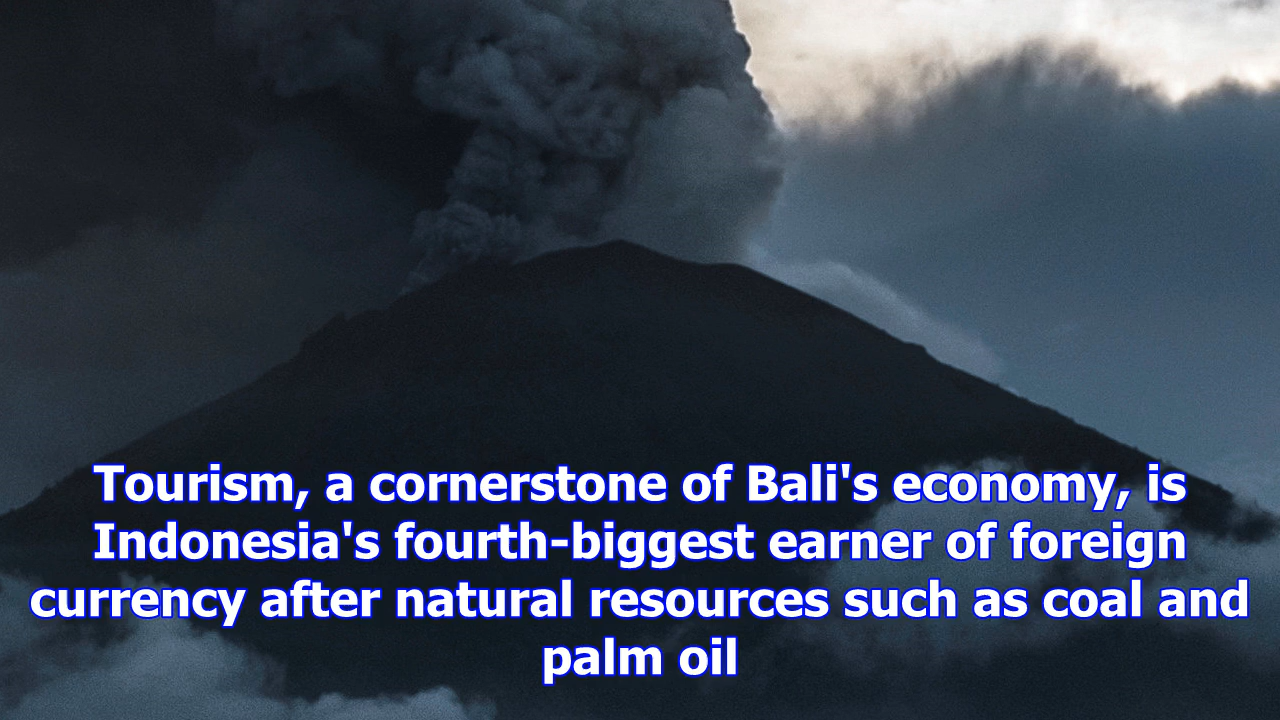 Tourism, a cornerstone of Bali's economy, is
Indonesia's fourth-biggest earner of foreign
currency after natural resources such as coal and
palm oil